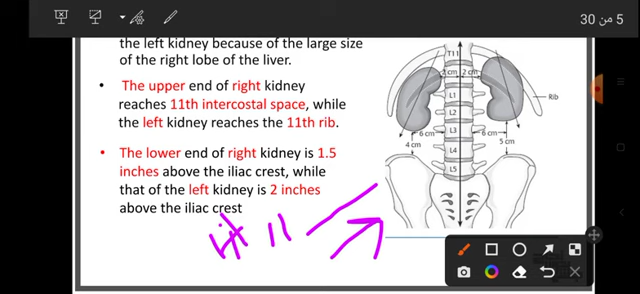 5 من 30
the left kidney because of the large size
of the right lobe of the liver.
• The upper end of right kidney
reaches 11th intercostal space, while
the left kidney reaches the 11th rib.
• The lower end of right kidney is 1.5
inches above the iliac crest, while
that of the left kidney is 2 inches
above the iliac crest
T11
2 cm 2 cm
Rib
L1
L2
L3
6 cm 6 cm
L4
4 cm 5 cm
L5